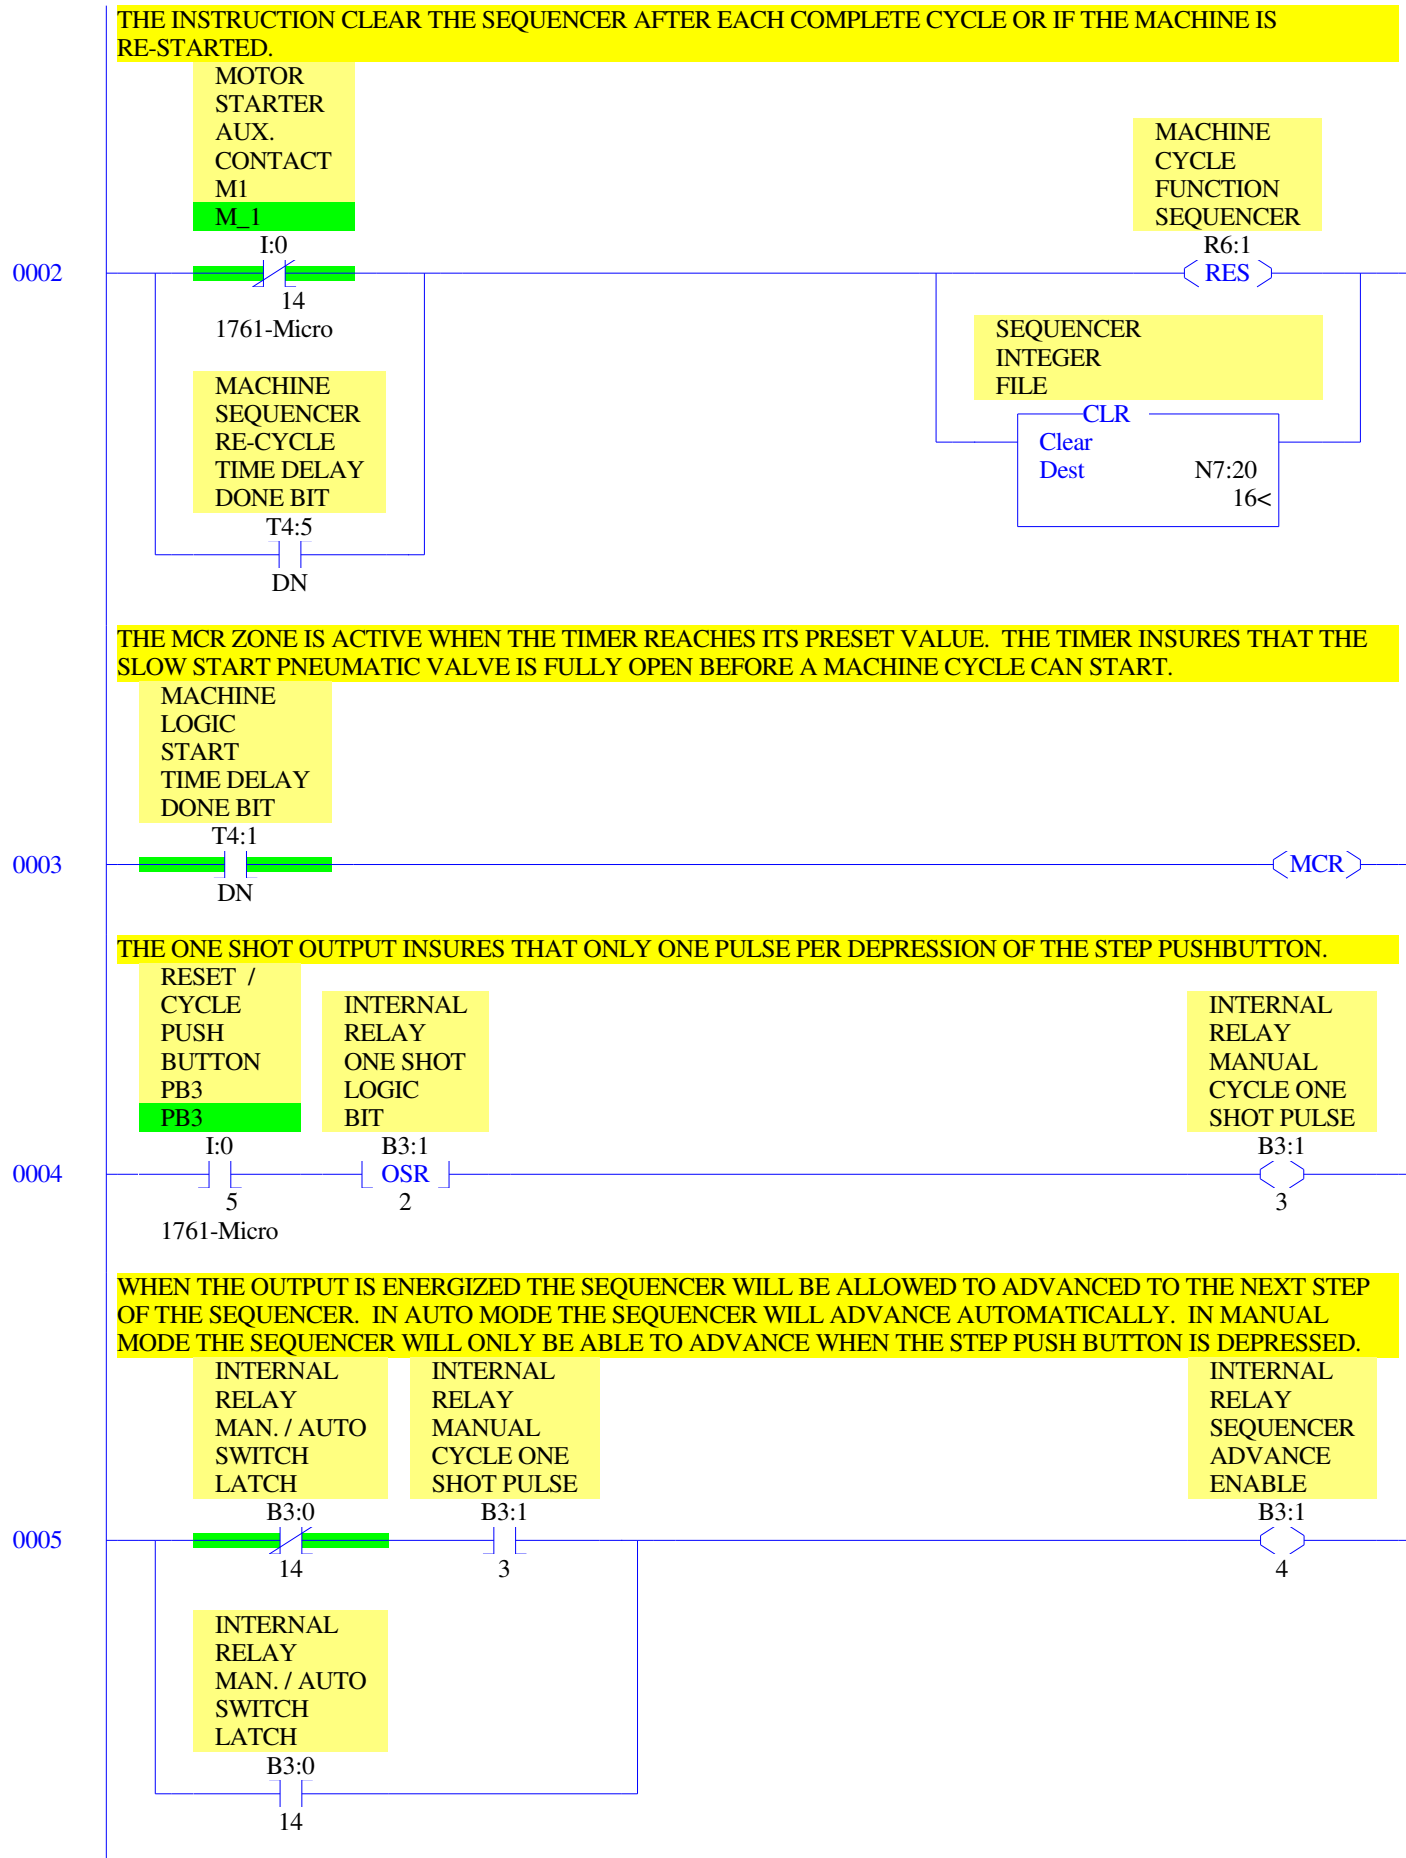 THE INSTRUCTION CLEAR THE SEQUENCER AFTER EACH COMPLETE CYCLE OR IF THE MACHINE IS
RE-STARTED.
MOTOR
STARTER
AUX.
CONTACT
M1
M_1
I:0
14
1761-Micro
MACHINE
SEQUENCER
RE-CYCLE
TIME DELAY
DONE BIT
T4:5
DN
MACHINE
CYCLE
FUNCTION
SEQUENCER
R6:1
RES
SEQUENCER
INTEGER
FILE
CLR
Clear
Dest N7:20
16<
0002
THE MCR ZONE IS ACTIVE WHEN THE TIMER REACHES ITS PRESET VALUE. THE TIMER INSURES THAT THE
SLOW START PNEUMATIC VALVE IS FULLY OPEN BEFORE A MACHINE CYCLE CAN START.
MACHINE
LOGIC
START
TIME DELAY
DONE BIT
T4:1
DN
0003
MCR
THE ONE SHOT OUTPUT INSURES THAT ONLY ONE PULSE PER DEPRESSION OF THE STEP PUSHBUTTON.
RESET /
CYCLE
PUSH
BUTTON
PB3
PB3
I:0
5
1761-Micro
INTERNAL
RELAY
ONE SHOT
LOGIC
BIT
B3:1
OSR
2
INTERNAL
RELAY
MANUAL
CYCLE ONE
SHOT PULSE
B3:1
3
0004
WHEN THE OUTPUT IS ENERGIZED THE SEQUENCER WILL BE ALLOWED TO ADVANCED TO THE NEXT STEP
OF THE SEQUENCER. IN AUTO MODE THE SEQUENCER WILL ADVANCE AUTOMATICALLY. IN MANUAL
MODE THE SEQUENCER WILL ONLY BE ABLE TO ADVANCE WHEN THE STEP PUSH BUTTON IS DEPRESSED.
INTERNAL
RELAY
MAN. / AUTO
SWITCH
LATCH
B3:0
14
INTERNAL
RELAY
MANUAL
CYCLE ONE
SHOT PULSE
B3:1
3
INTERNAL
RELAY
SEQUENCER
ADVANCE
ENABLE
B3:1
4
0005
INTERNAL
RELAY
MAN. / AUTO
SWITCH
LATCH
B3:0
14